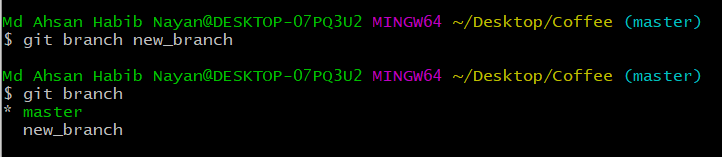 Md Ahsan Habib Nayan@DESKTOP-07PQ3U2 MINGW64 ~/Desktop/Coffee (master)
$ git branch new_branch
Md Ahsan Habib Nayan@DESKTOP-07PQ3U2 MINGW64 ~/Desktop/Coffee (master)
$ git branch
* master
new_branch